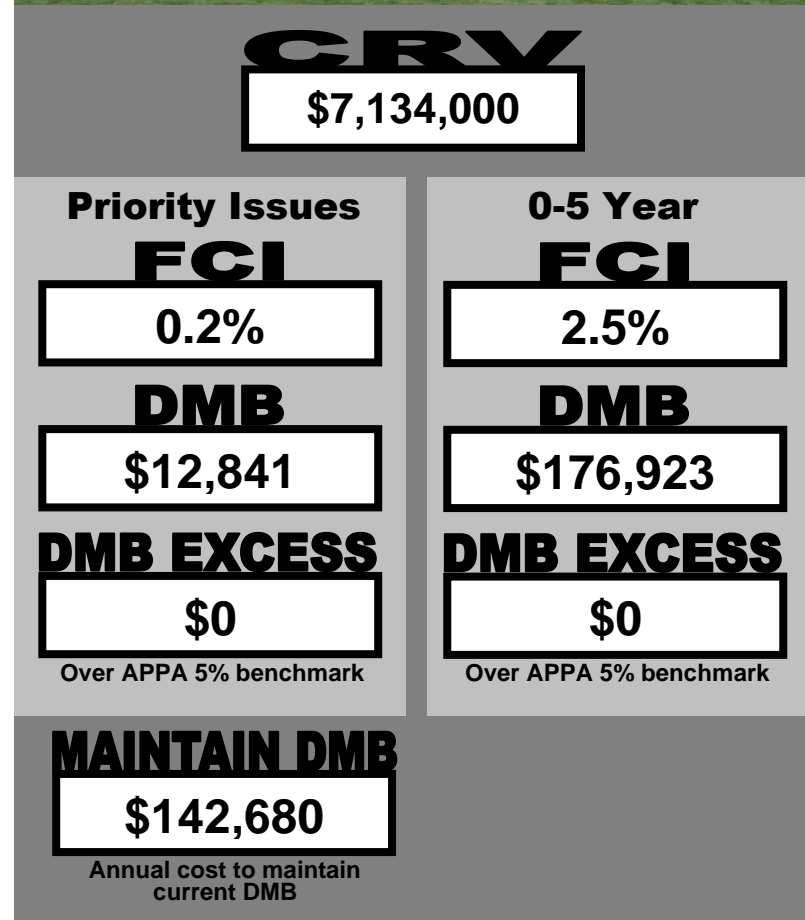 CRV
$7,134,000
Priority Issues
FCI
0.2%
DMB
$12,841
DMB EXCESS
$0
Over APPA 5% benchmark
0-5 Year
FCI
2.5%
DMB
$176,923
DMB EXCESS
$0
Over APPA 5% benchmark
MAINTAIN DMB
$142,680
Annual cost to maintain
current DMB